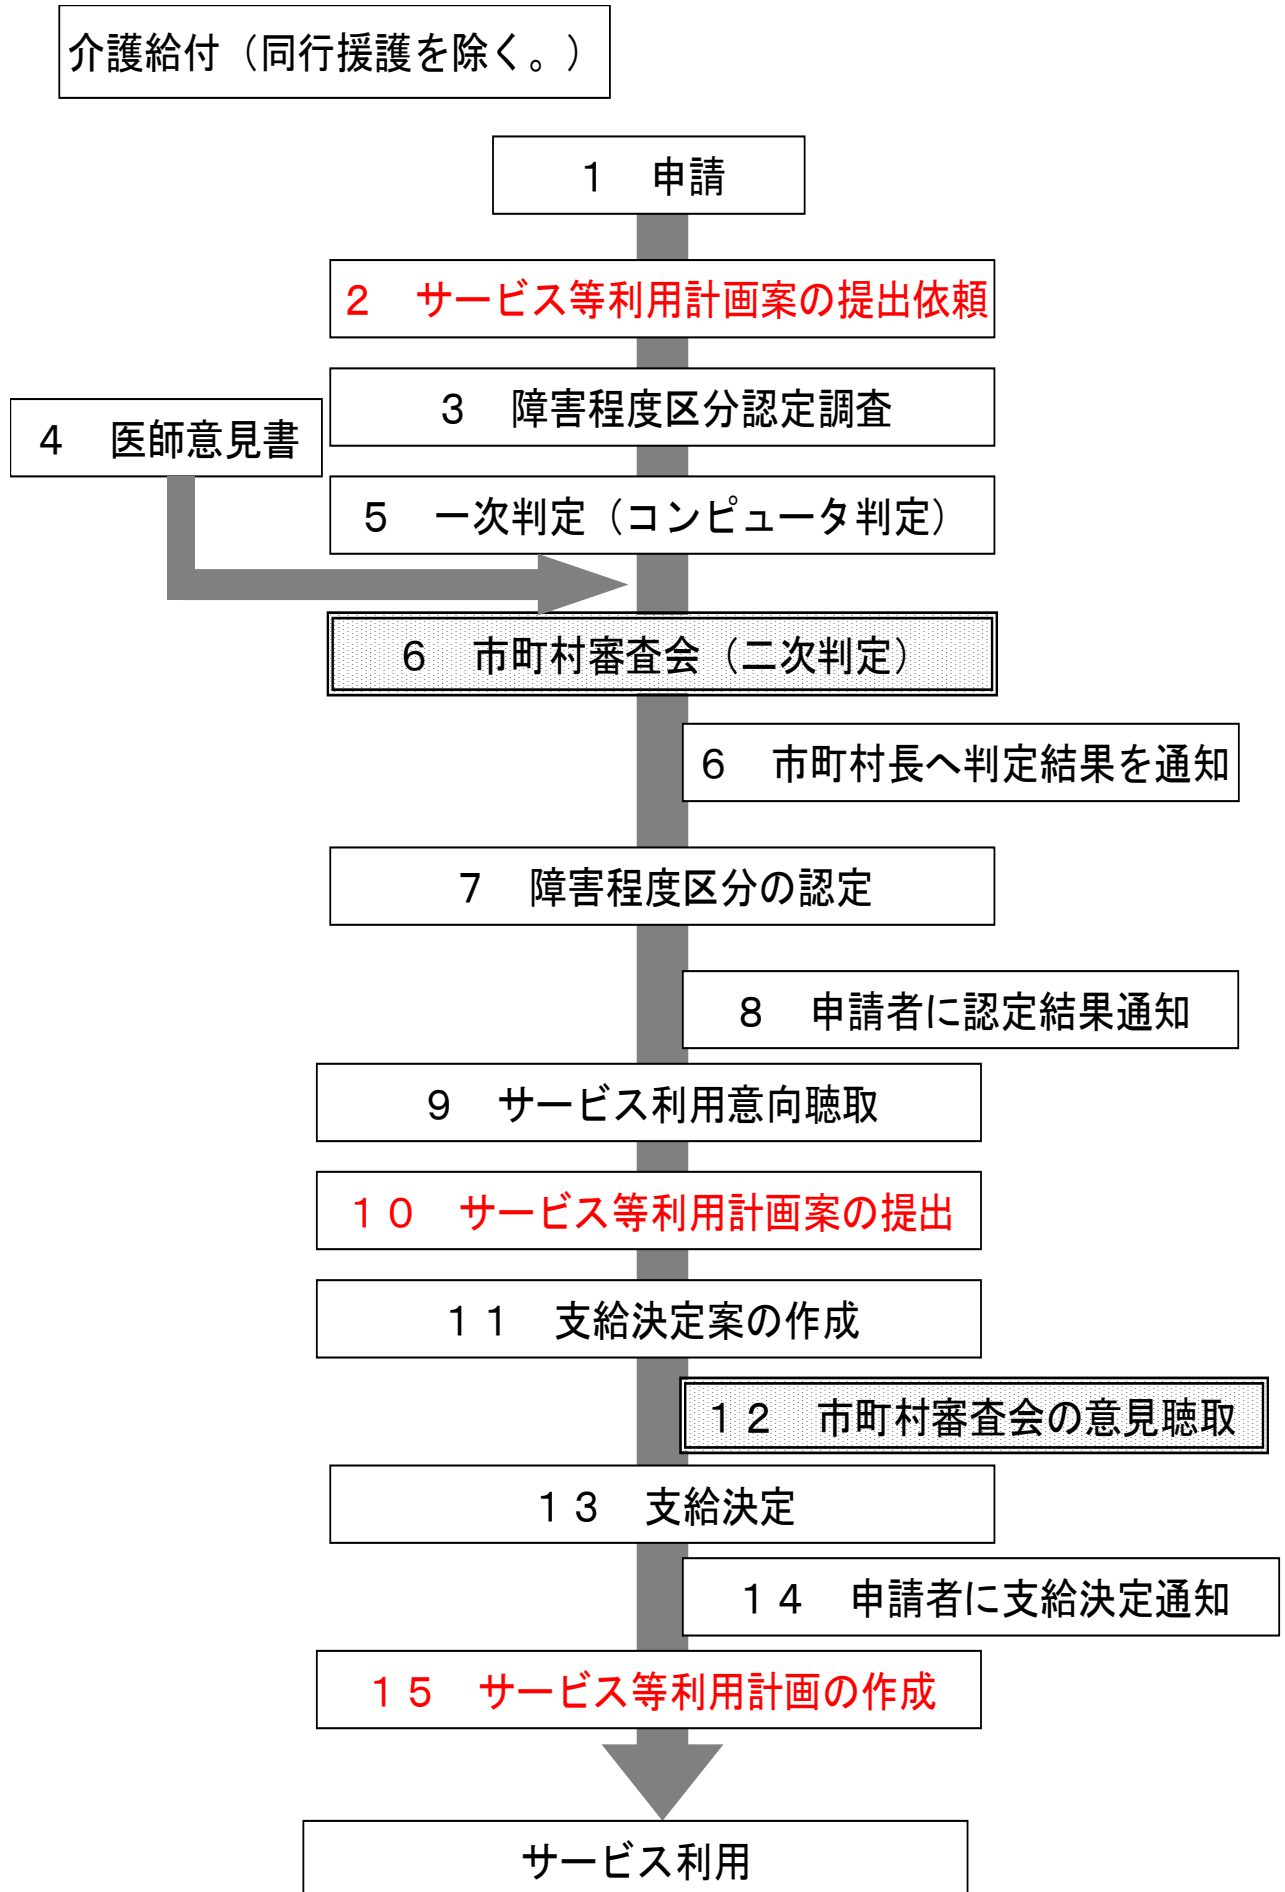 介護給付（同行援護を除く。）
１　申請
２　サービス等利用計画案の提出依頼
３　障害程度区分認定調査
４　医師意見書
５　一次判定（コンピュータ判定）
６　市町村審査会（二次判定）
６　市町村長へ判定結果を通知
７　障害程度区分の認定
８　申請者に認定結果通知
９　サービス利用意向聴取
１０　サービス等利用計画案の提出
１１　支給決定案の作成
１２　市町村審査会の意見聴取
１３　支給決定
１４　申請者に支給決定通知
１５　サービス等利用計画の作成
サービス利用